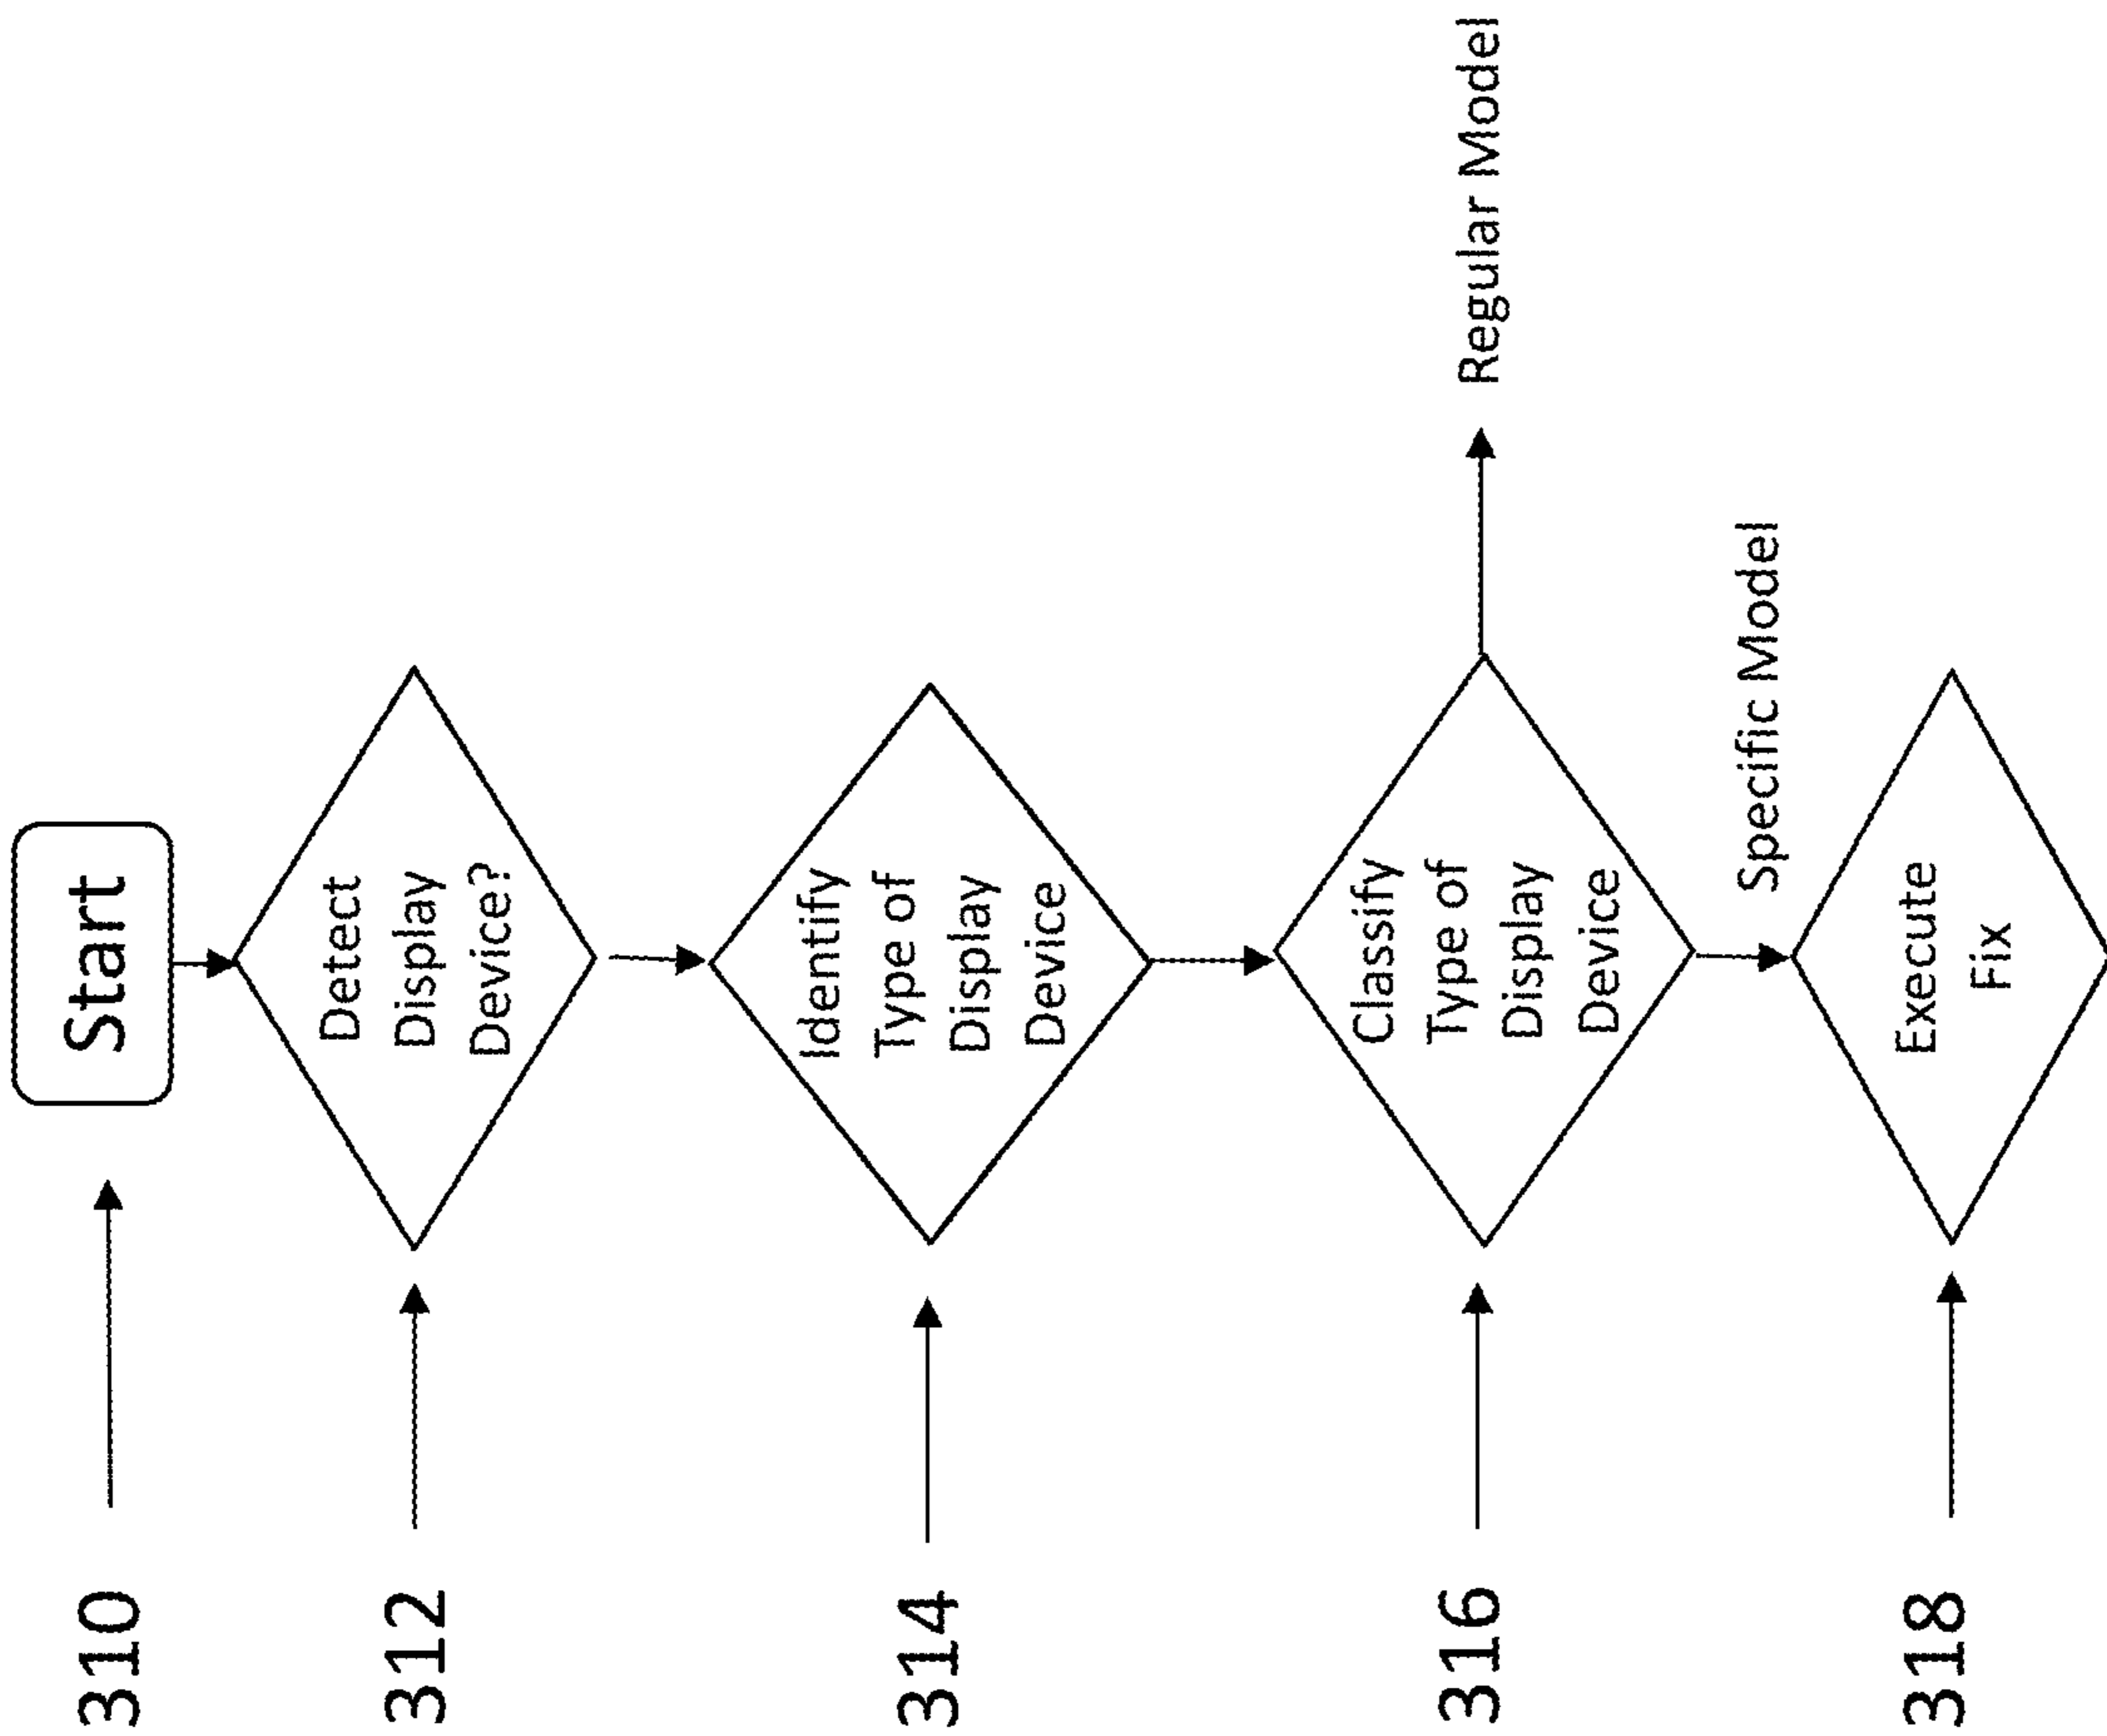 310
Start
312
Detect
Display
Device?
314
Identify
Type of
Display
Device
316
Classify
Type of
Display
Device
Regular Model
Specific Model
318
Execute
Fix